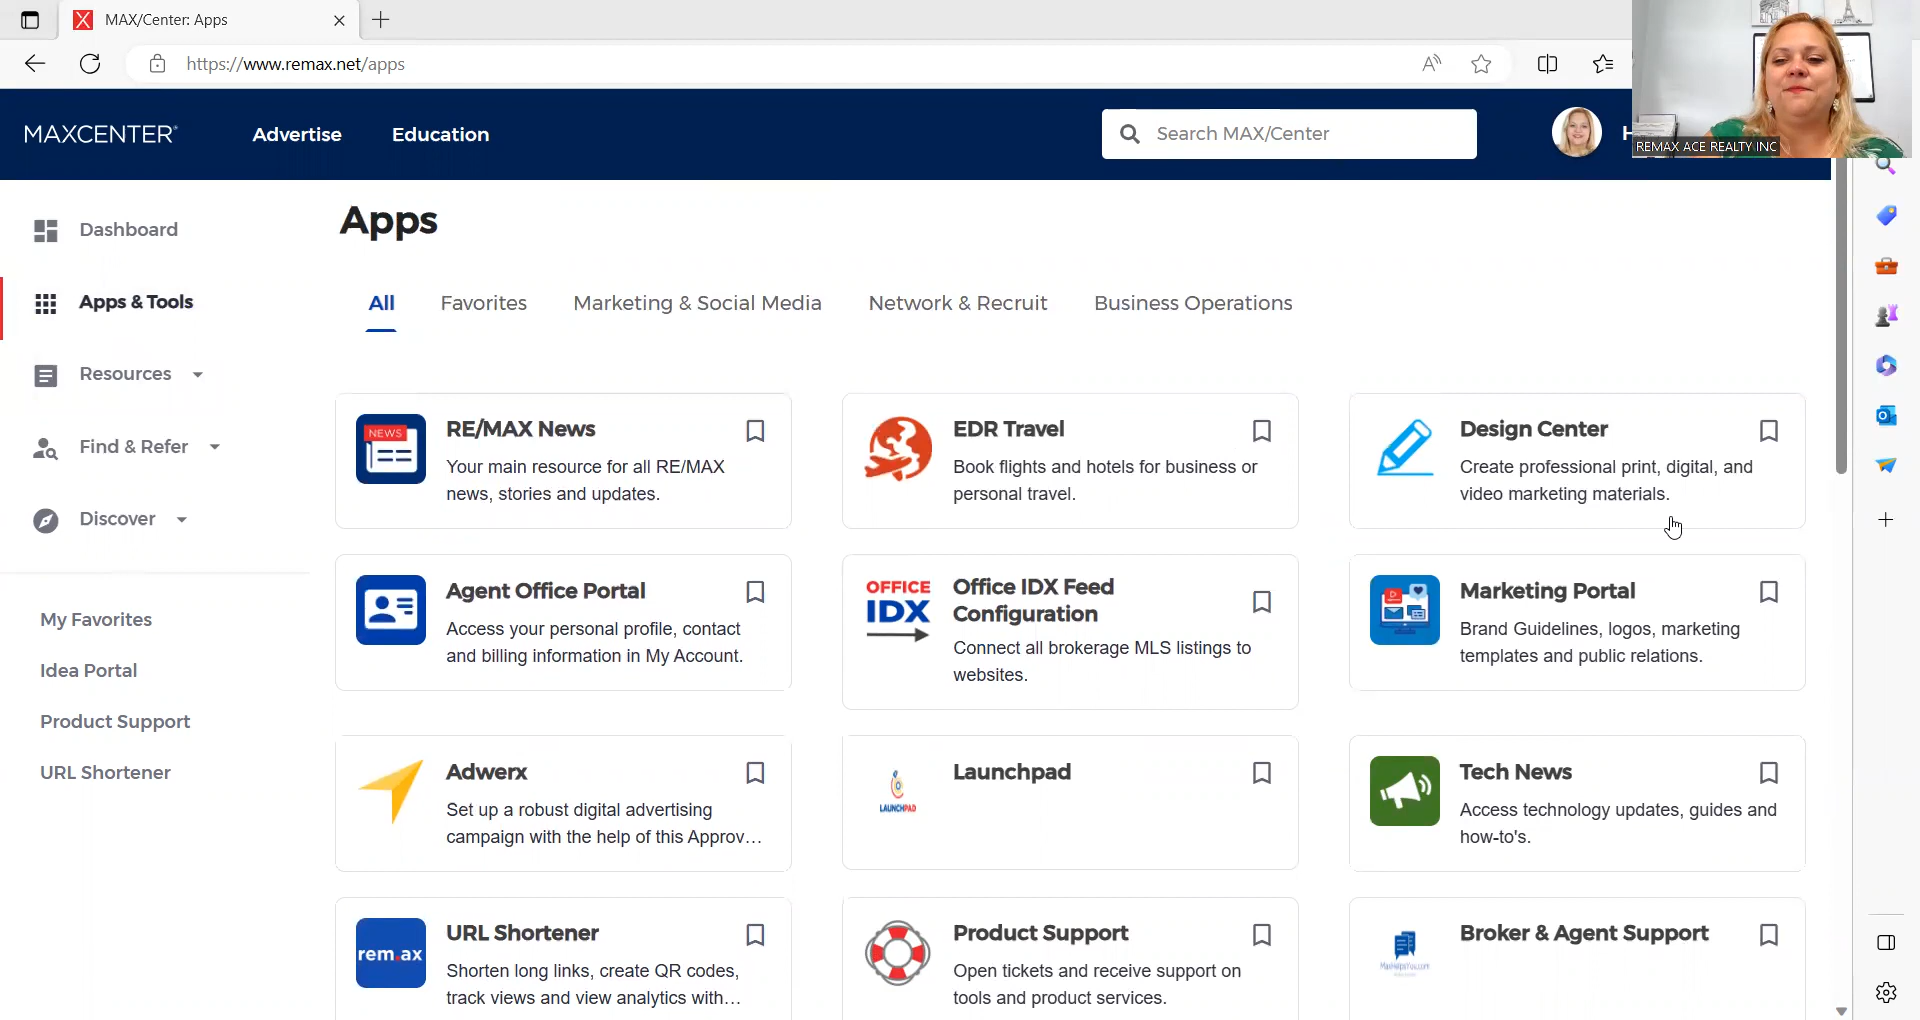 MAX/Center: Apps
https://www.remax.net/apps
MAXCENTER
Advertise
Education
Search MAX/Center
H
REMAX ACE REALTY INC
Dashboard
Apps & Tools
Resources
Find & Refer
Discover
My Favorites
Idea Portal
Product Support
URL Shortener
Apps
All
Favorites
Marketing & Social Media
Network & Recruit
Business Operations
NEWS
RE/MAX News
Your main resource for all RE/MAX
news, stories and updates.
EDR Travel
Book flights and hotels for business or
personal travel.
Design Center
Create professional print, digital, and
video marketing materials.
Agent Office Portal
Access your personal profile, contact
and billing information in My Account.
OFFICE
IDX
Office IDX Feed
Configuration
Connect all brokerage MLS listings to
websites.
Marketing Portal
Brand Guidelines, logos, marketing
templates and public relations.
Adwerx
Set up a robust digital advertising
campaign with the help of this Approv...
LAUNCHPAD
Launchpad
Tech News
Access technology updates, guides and
how-to's.
rem.ax
URL Shortener
Shorten long links, create QR codes,
track views and view analytics with...
Product Support
Open tickets and receive support on
tools and product services.
MaxHelpsYou.com
Broker & Agent Support